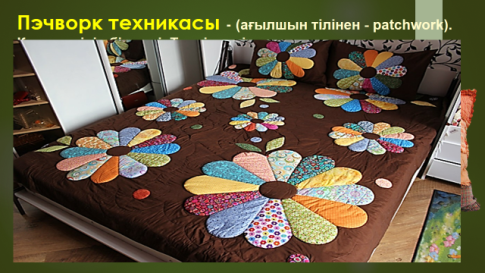 Пэчворк техникасы - (ағылшын тілінен - patchwork).